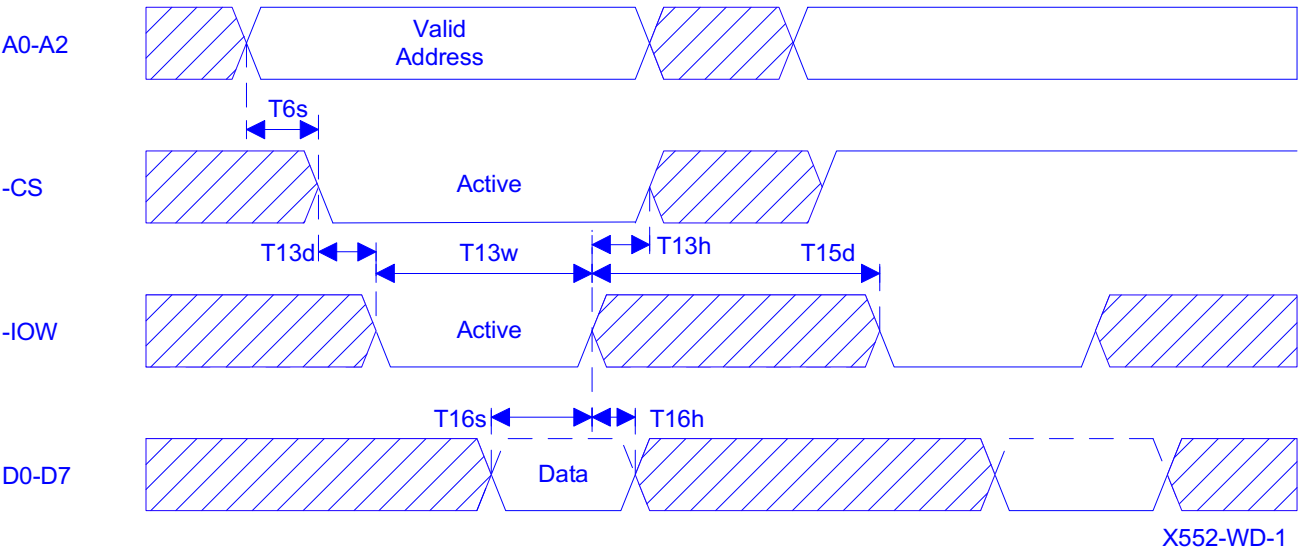 A0-A2
Valid
Address
T6s
-CS
Active
T13d
T13w
T13h
T15d
-IOW
Active
T16s
T16h
D0-D7
Data
X552-WD-1